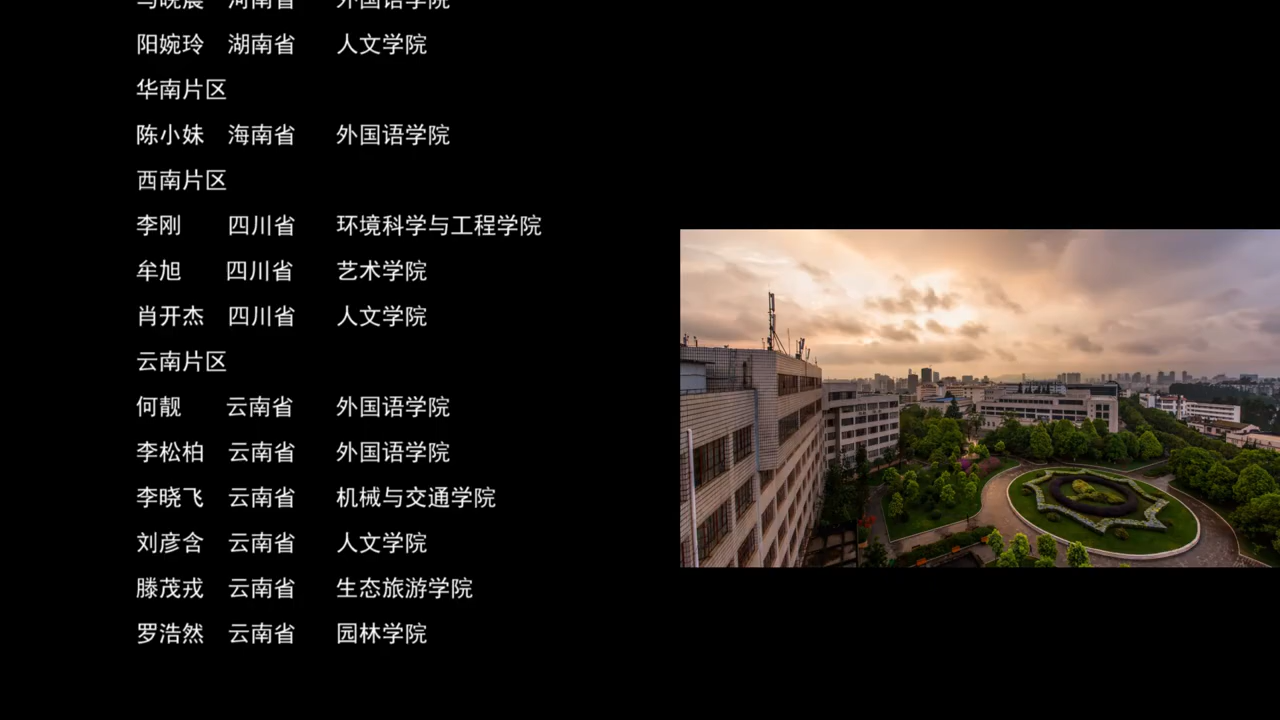 阳婉玲 湖南省 人文学院
华南片区
陈小妹 海南省 外国语学院
西南片区
李刚 四川省 环境科学与工程学院
牟旭 四川省 艺术学院
肖开杰 四川省 人文学院
云南片区
何靓 云南省 外国语学院
李松柏 云南省 外国语学院
李晓飞 云南省 机械与交通学院
刘彦含 云南省 人文学院
滕茂戎 云南省 生态旅游学院
罗浩然 云南省 园林学院